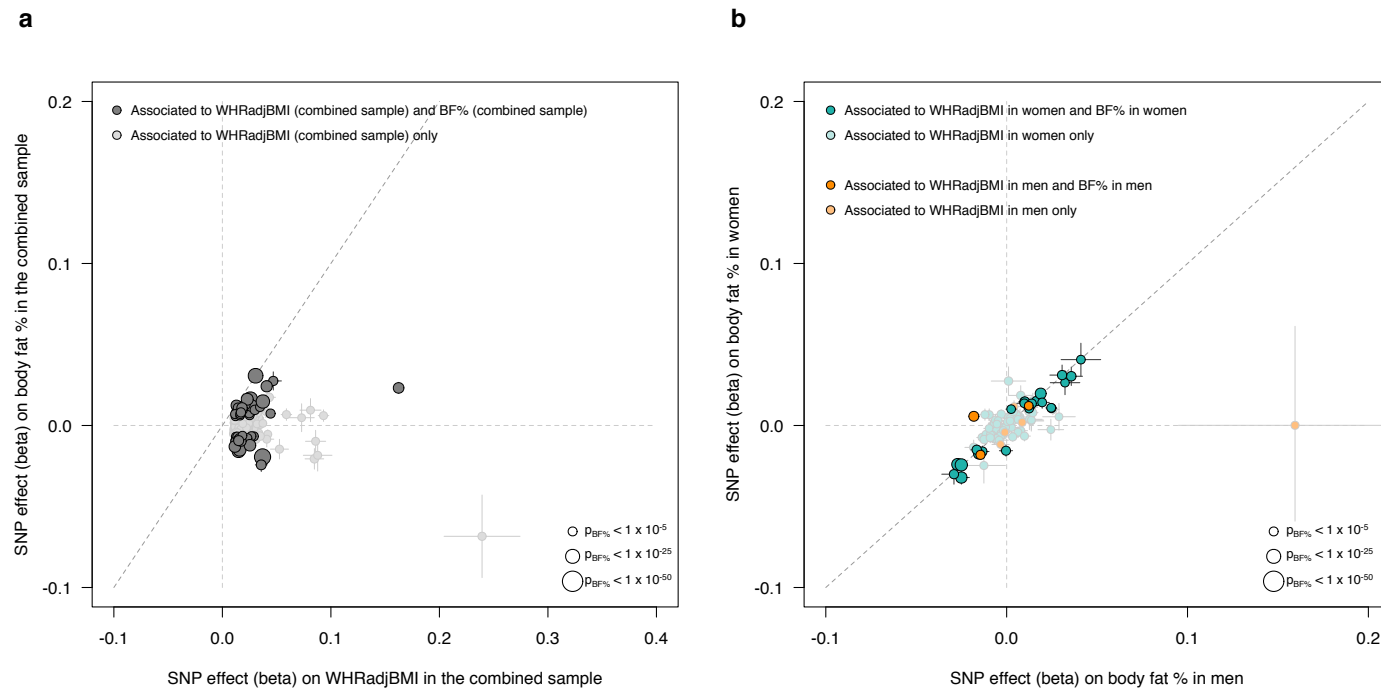 a
Associated to WHRadjBMI (combined sample) and BF% (combined sample)
Associated to WHRadjBMI (combined sample) only
SNP effect (beta) on body fat % in the combined sample
0.2
0.1
0.0
-0.1
p_BF% < 1 x 10^-5
p_BF% < 1 x 10^-25
p_BF% < 1 x 10^-50
-0.1 0.0 0.1 0.2 0.3 0.4
SNP effect (beta) on WHRadjBMI in the combined sample
b
Associated to WHRadjBMI in women and BF% in women
Associated to WHRadjBMI in women only
Associated to WHRadjBMI in men and BF% in men
Associated to WHRadjBMI in men only
SNP effect (beta) on body fat % in women
0.2
0.1
0.0
-0.1
p_BF% < 1 x 10^-5
p_BF% < 1 x 10^-25
p_BF% < 1 x 10^-50
-0.1 0.0 0.1 0.2
SNP effect (beta) on body fat % in men